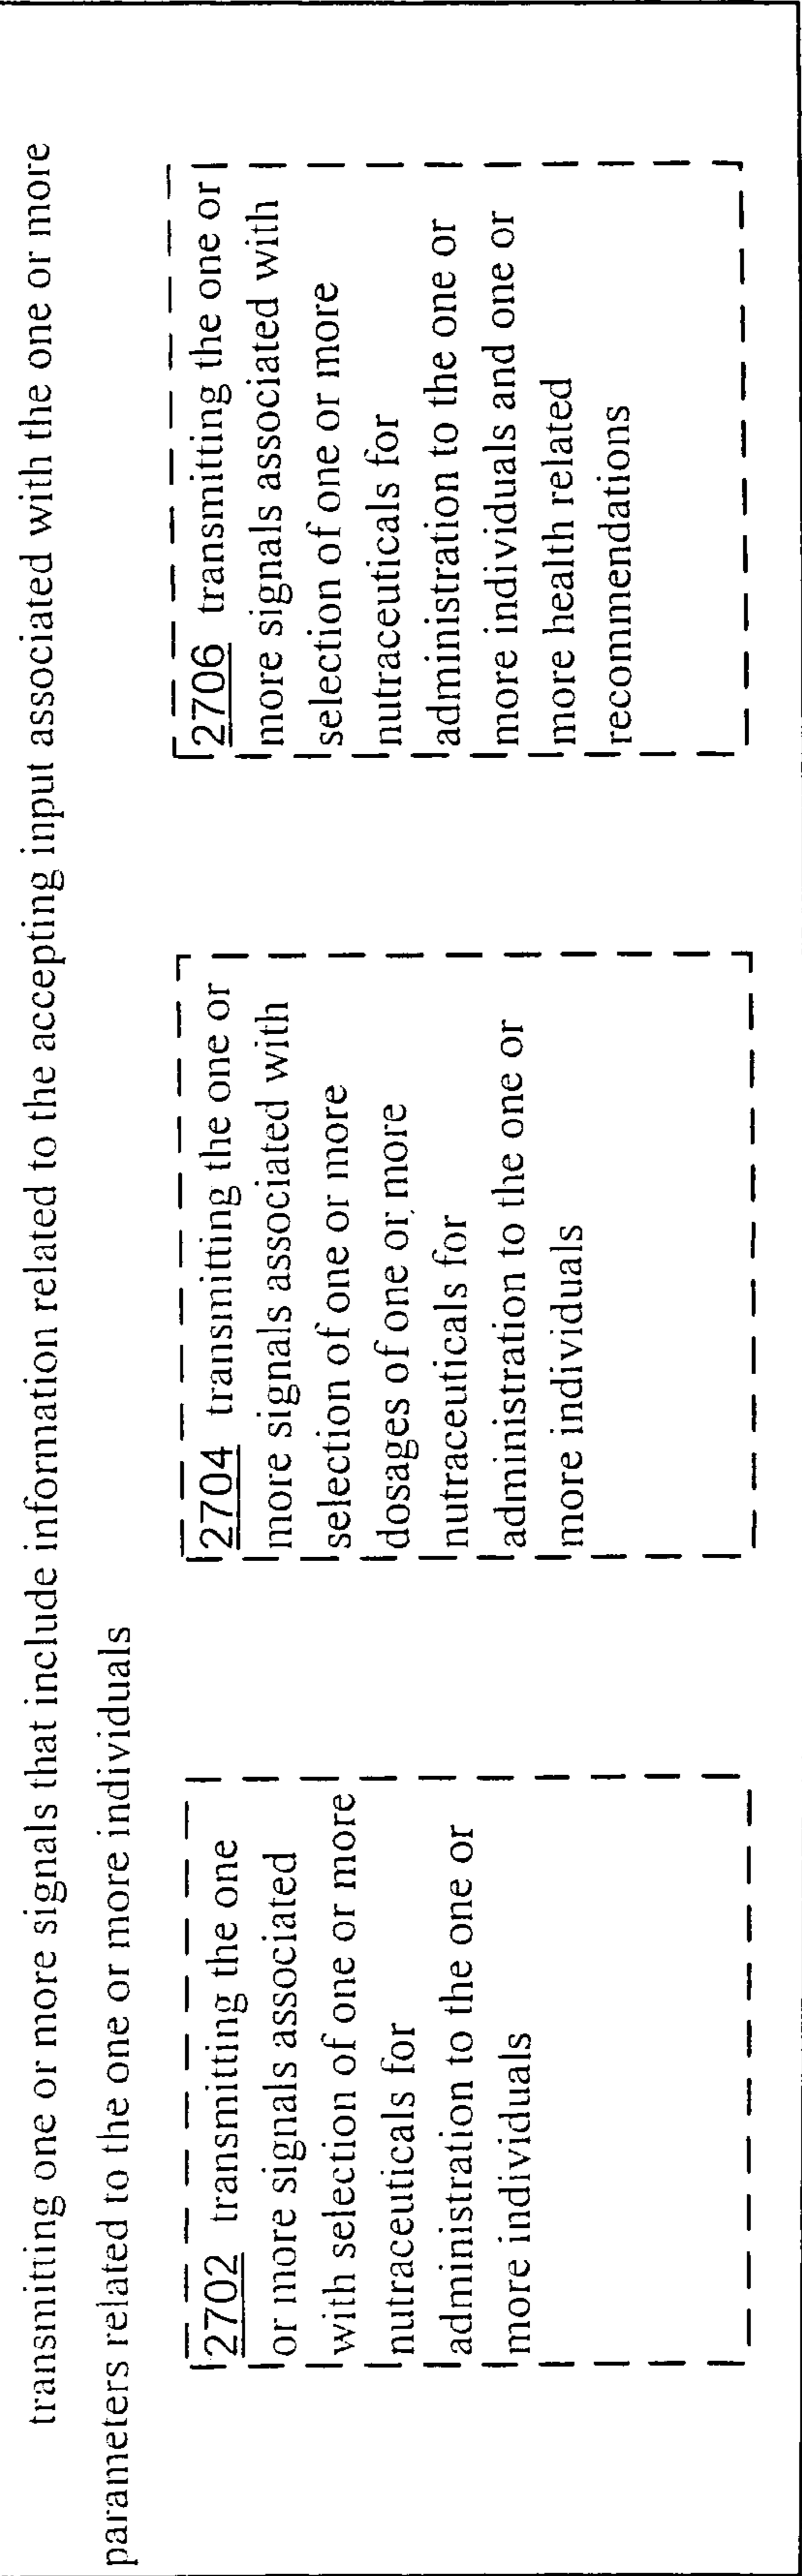 transmitting one or more signals that include information related to the accepting input associated with the one or more
parameters related to the one or more individuals
2702 transmitting the one
or more signals associated
with selection of one or more
nutraceuticals for
administration to the one or
more individuals
2704 transmitting the one or
more signals associated with
selection of one or more
dosages of one or more
nutraceuticals for
administration to the one or
more individuals
2706 transmitting the one or
more signals associated with
selection of one or more
nutraceuticals for
administration to the one or
more individuals and one or
more health related
recommendations